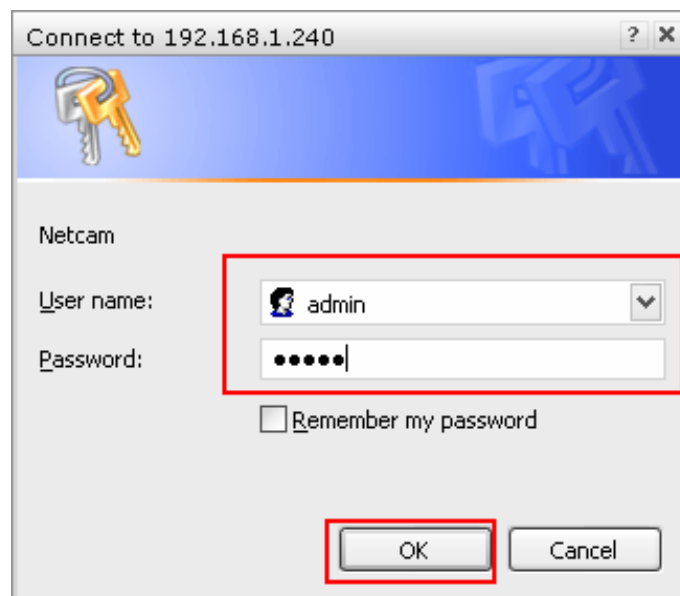 Connect to 192.168.1.240
Netcam
User name:
admin
Password:
●●●●●
Remember my password
OK
Cancel